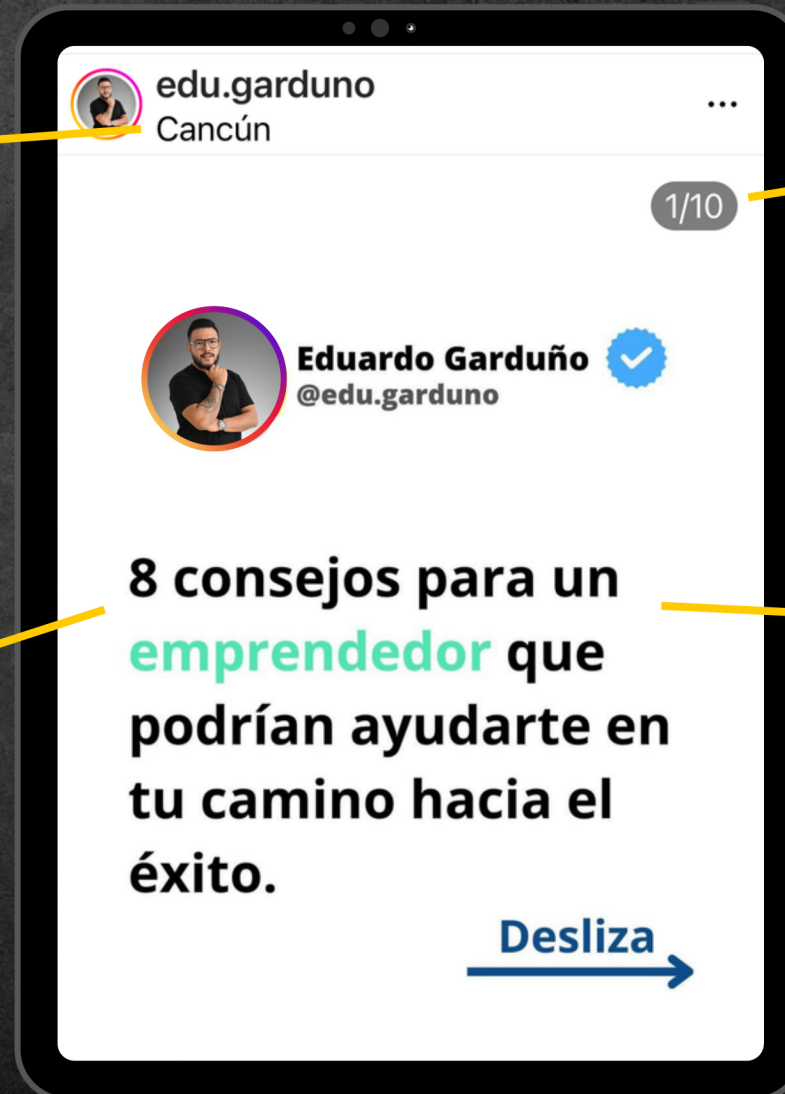 edu.garduno
Cancún
...
1/10
Eduardo Garduño
@edu.garduno
8 consejos para un
emprendedor que
podrían ayudarte en
tu camino hacia el
éxito.
Desliza